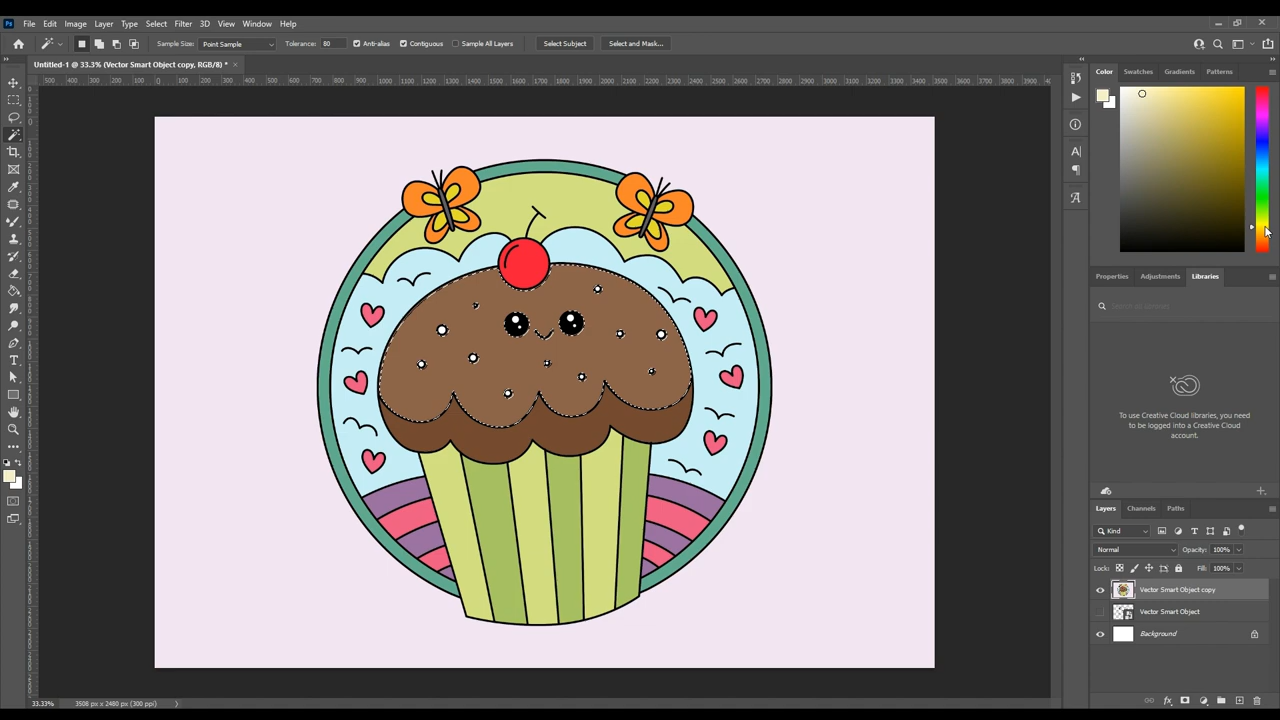 Ps File Edit Image Layer Type Select Filter 3D View Window Help
Sample Size: Point Sample Tolerance: 80 Anti-alias Contiguous Sample All Layers Select Subject Select and Mask...
Untitled-1 @ 33.3% (Vector Smart Object copy, RGB/8) *
Color Swatches Gradients Patterns
Properties Adjustments Libraries
To use Creative Cloud libraries, you
need to be logged into a Creative Cloud
account.
Layers Channels Paths
Kind
Normal Opacity: 100%
Lock: Fill: 100%
Vector Smart Object copy
Vector Smart Object
Background
33.33% 3508 px x 2480 px (300 ppi)